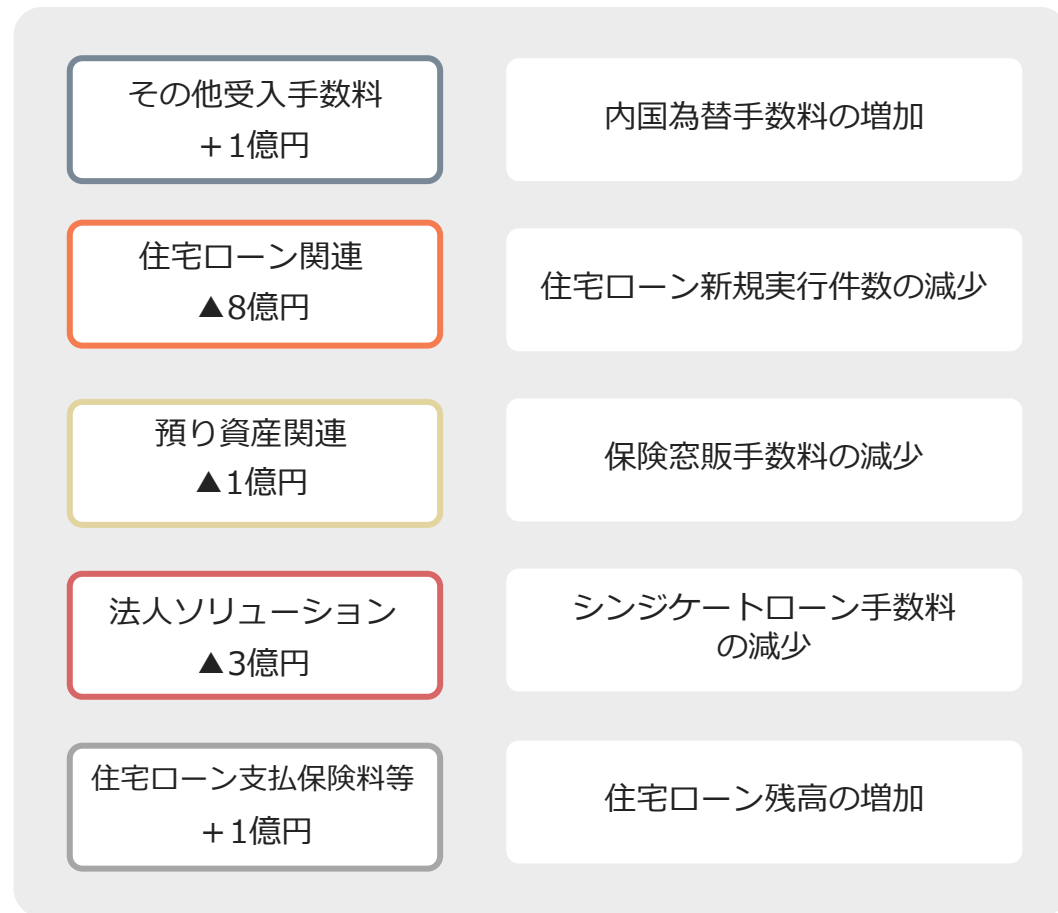 その他受入手数料
＋1億円
内国為替手数料の増加
住宅ローン関連
▲8億円
住宅ローン新規実行件数の減少
預り資産関連
▲1億円
保険窓販手数料の減少
法人ソリューション
▲3億円
シンジケートローン手数料
の減少
住宅ローン支払保険料等
＋1億円
住宅ローン残高の増加